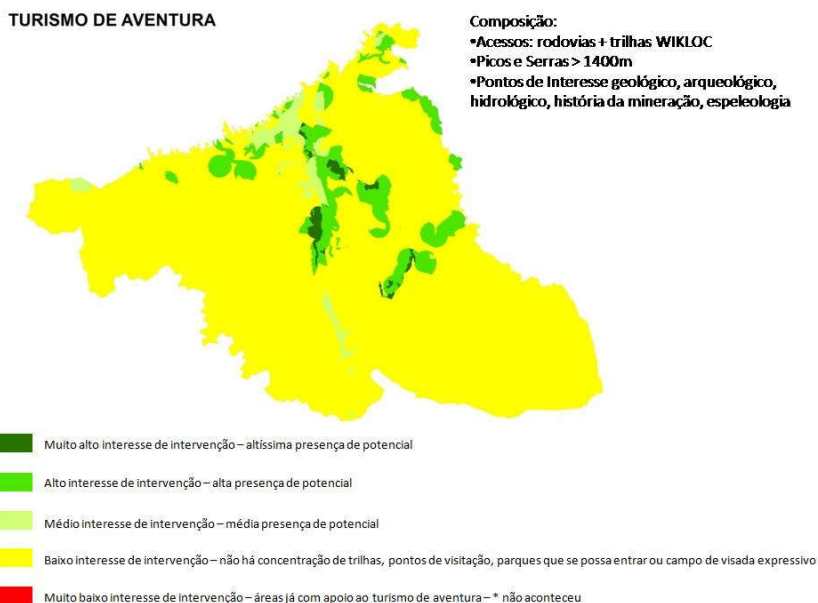 TURISMO DE AVENTURA
Composição:
•Acessos: rodovias + trilhas WIKLOC
•Picos e Serras > 1400m
•Pontos de Interesse geológico, arqueológico,
hidrológico, história da mineração, espeleologia
Muito alto interesse de intervenção – altíssima presença de potencial
Alto interesse de intervenção – alta presença de potencial
Médio interesse de intervenção – média presença de potencial
Baixo interesse de intervenção – não há concentração de trilhas, pontos de visitação, parques que se possa entrar ou campo de visada expressivo
Muito baixo interesse de intervenção – áreas já com apoio ao turismo de aventura – * não aconteceu